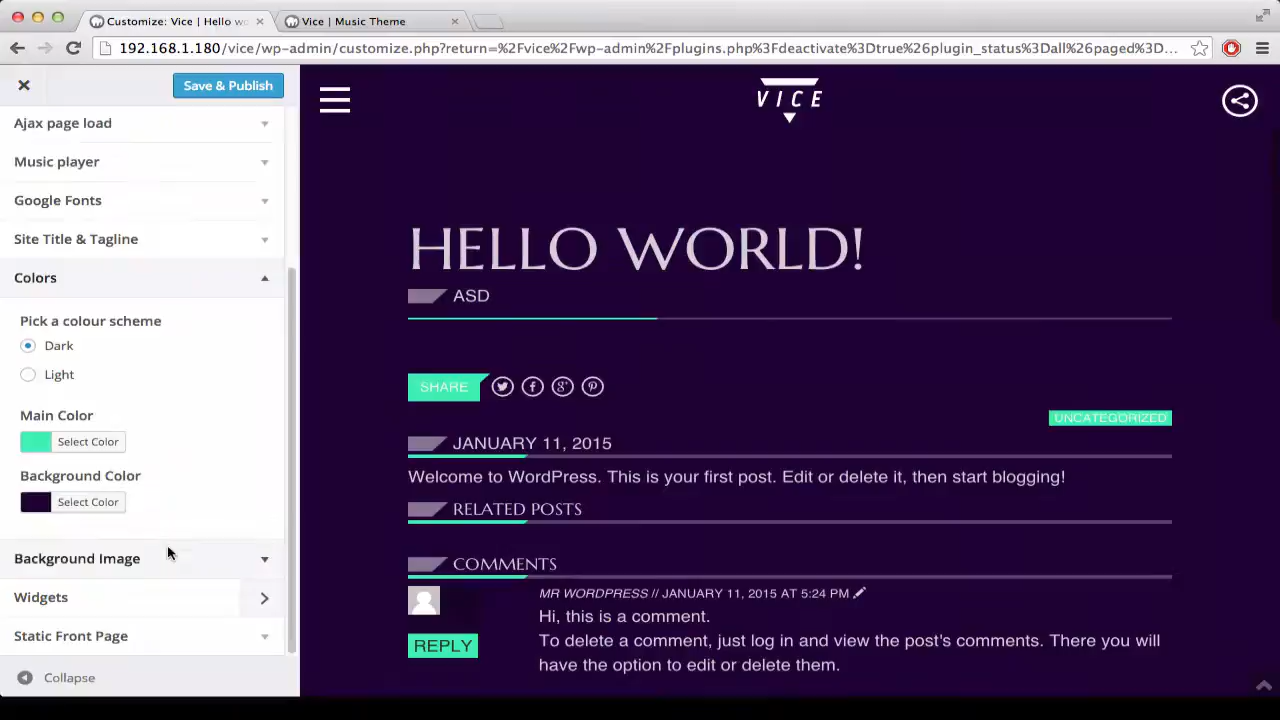 Customize: Vice | Hello wo
Vice | Music Theme
192.168.1.180/vice/wp-admin/customize.php?return=%2Fvice%2Fwp-admin%2Fplugins.php%3Fdeactivate%3Dtrue%26plugin_status%3Dall%26paged%3D...
Save & Publish
Ajax page load
Music player
Google Fonts
Site Title & Tagline
Colors
Pick a colour scheme
Dark
Light
Main Color
Select Color
Background Color
Select Color
Background Image
Widgets
Static Front Page
Collapse
VICE
HELLO WORLD!
ASD
SHARE
UNCATEGORIZED
JANUARY 11, 2015
Welcome to WordPress. This is your first post. Edit or delete it, then start blogging!
RELATED POSTS
COMMENTS
MR WORDPRESS // JANUARY 11, 2015 AT 5:24 PM
Hi, this is a comment.
To delete a comment, just log in and view the post's comments. There you will
have the option to edit or delete them.
REPLY